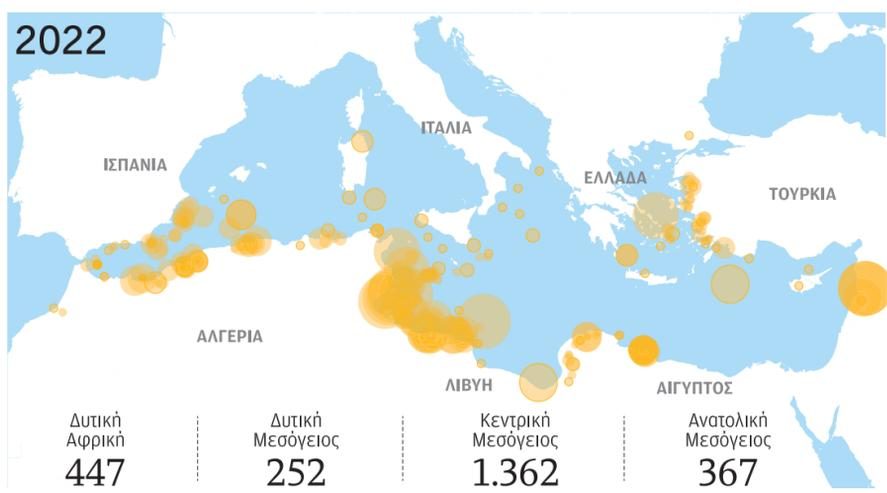 2022
ΙΤΑΛΙΑ
ΙΣΠΑΝΙΑ
ΕΛΛΑΔΑ
ΤΟΥΡΚΙΑ
ΑΛΓΕΡΙΑ
ΛΙΒΥΗ
ΑΙΓΥΠΤΟΣ
Δυτική
Αφρική
447
Δυτική
Μεσόγειος
252
Κεντρική
Μεσόγειος
1.362
Ανατολική
Μεσόγειος
367